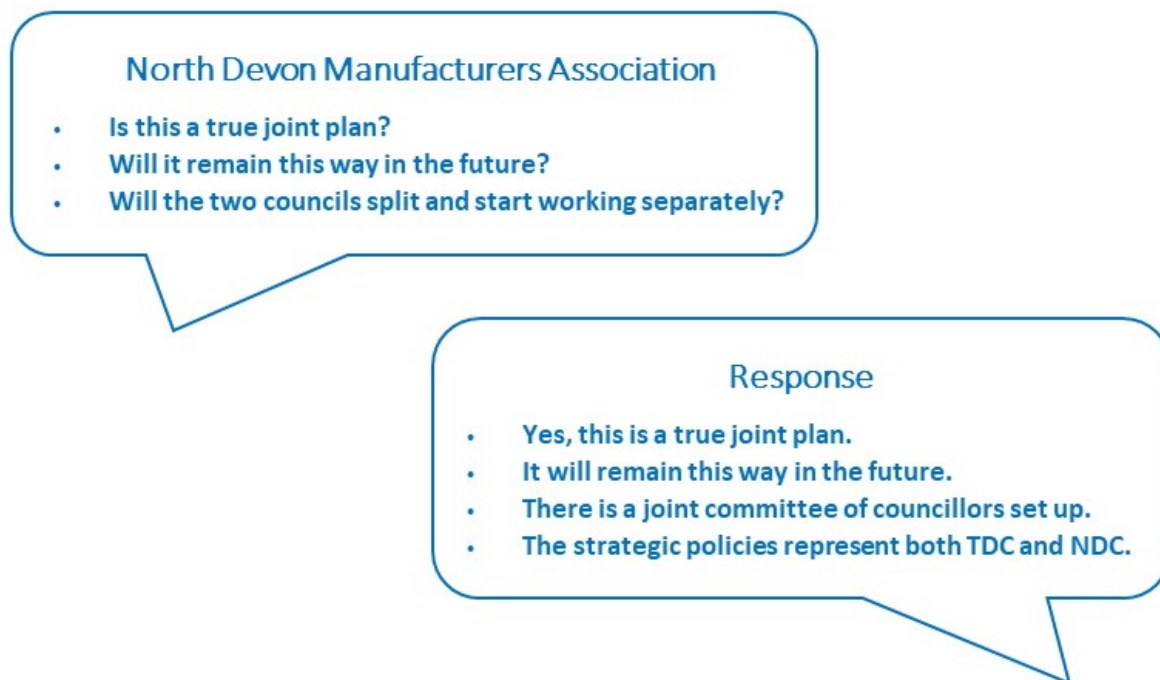 North Devon Manufacturers Association
• Is this a true joint plan?
• Will it remain this way in the future?
• Will the two councils split and start working separately?
Response
• Yes, this is a true joint plan.
• It will remain this way in the future.
• There is a joint committee of councillors set up.
• The strategic policies represent both TDC and NDC.